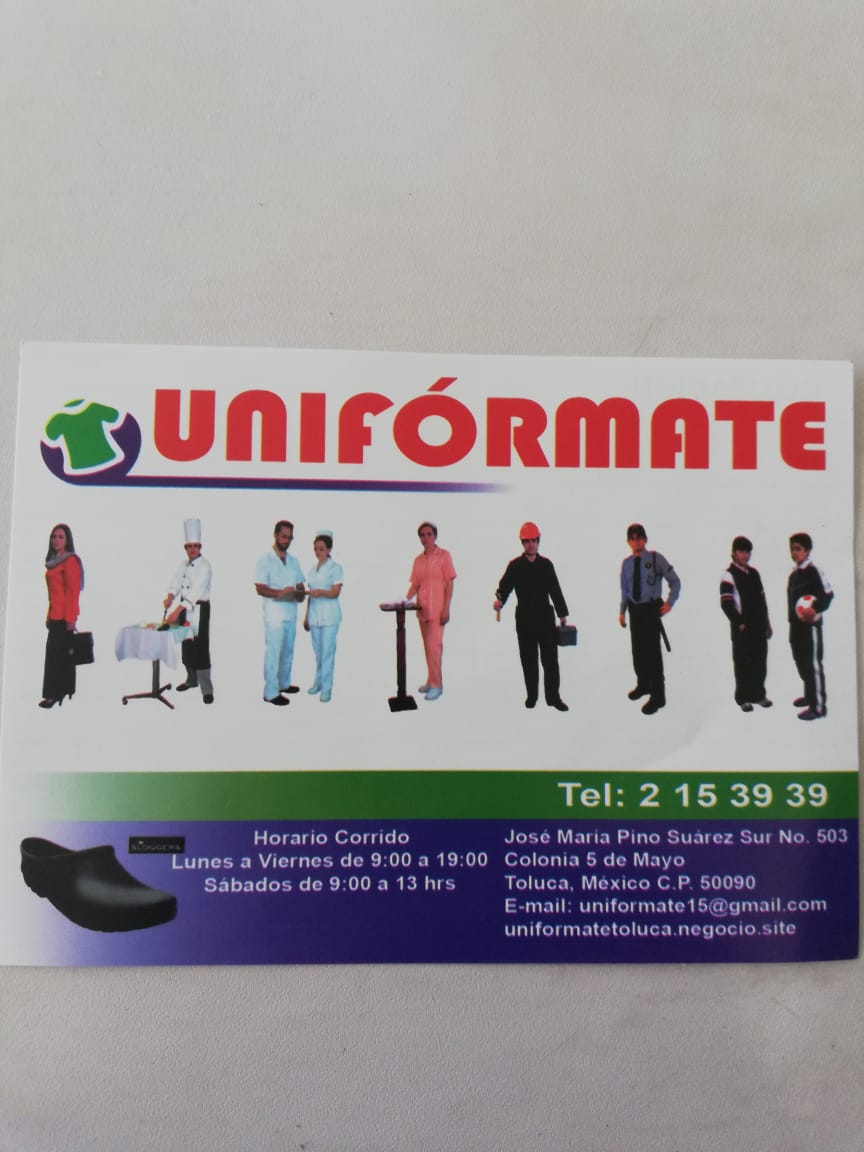 UNIFÓRMATE
Tel: 2 15 39 39
SLOGGERS
Horario Corrido
Lunes a Viernes de 9:00 a 19:00
Sábados de 9:00 a 13 hrs
José María Pino Suárez Sur No. 503
Colonia 5 de Mayo
Toluca, México C.P. 50090
E-mail: uniformate15@gmail.com
uniformatetoluca.negocio.site